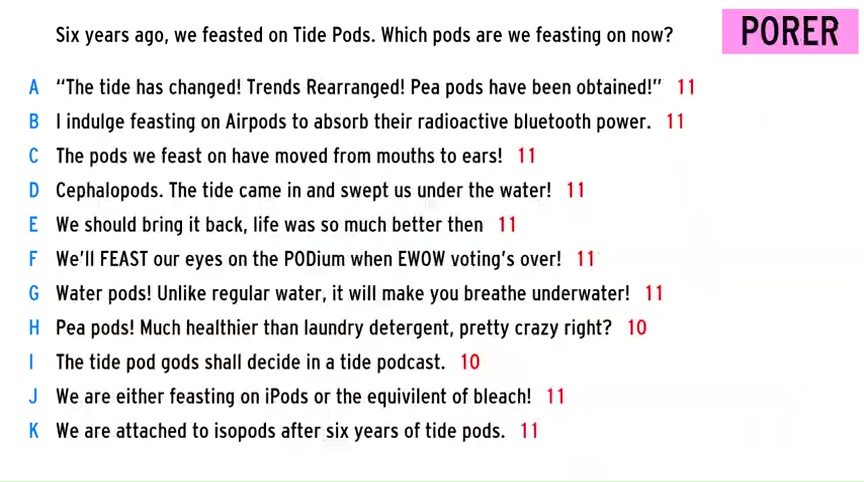 Six years ago, we feasted on Tide Pods. Which pods are we feasting on now?
PORER
A "The tide has changed! Trends Rearranged! Pea pods have been obtained!" 11
B I indulge feasting on Airpods to absorb their radioactive bluetooth power. 11
C The pods we feast on have moved from mouths to ears! 11
D Cephalopods. The tide came in and swept us under the water! 11
E We should bring it back, life was so much better then 11
F We'll FEAST our eyes on the PODium when EWOW voting's over! 11
G Water pods! Unlike regular water, it will make you breathe underwater! 11
H Pea pods! Much healthier than laundry detergent, pretty crazy right? 10
I The tide pod gods shall decide in a tide podcast. 10
J We are either feasting on iPods or the equivilent of bleach! 11
K We are attached to isopods after six years of tide pods. 11